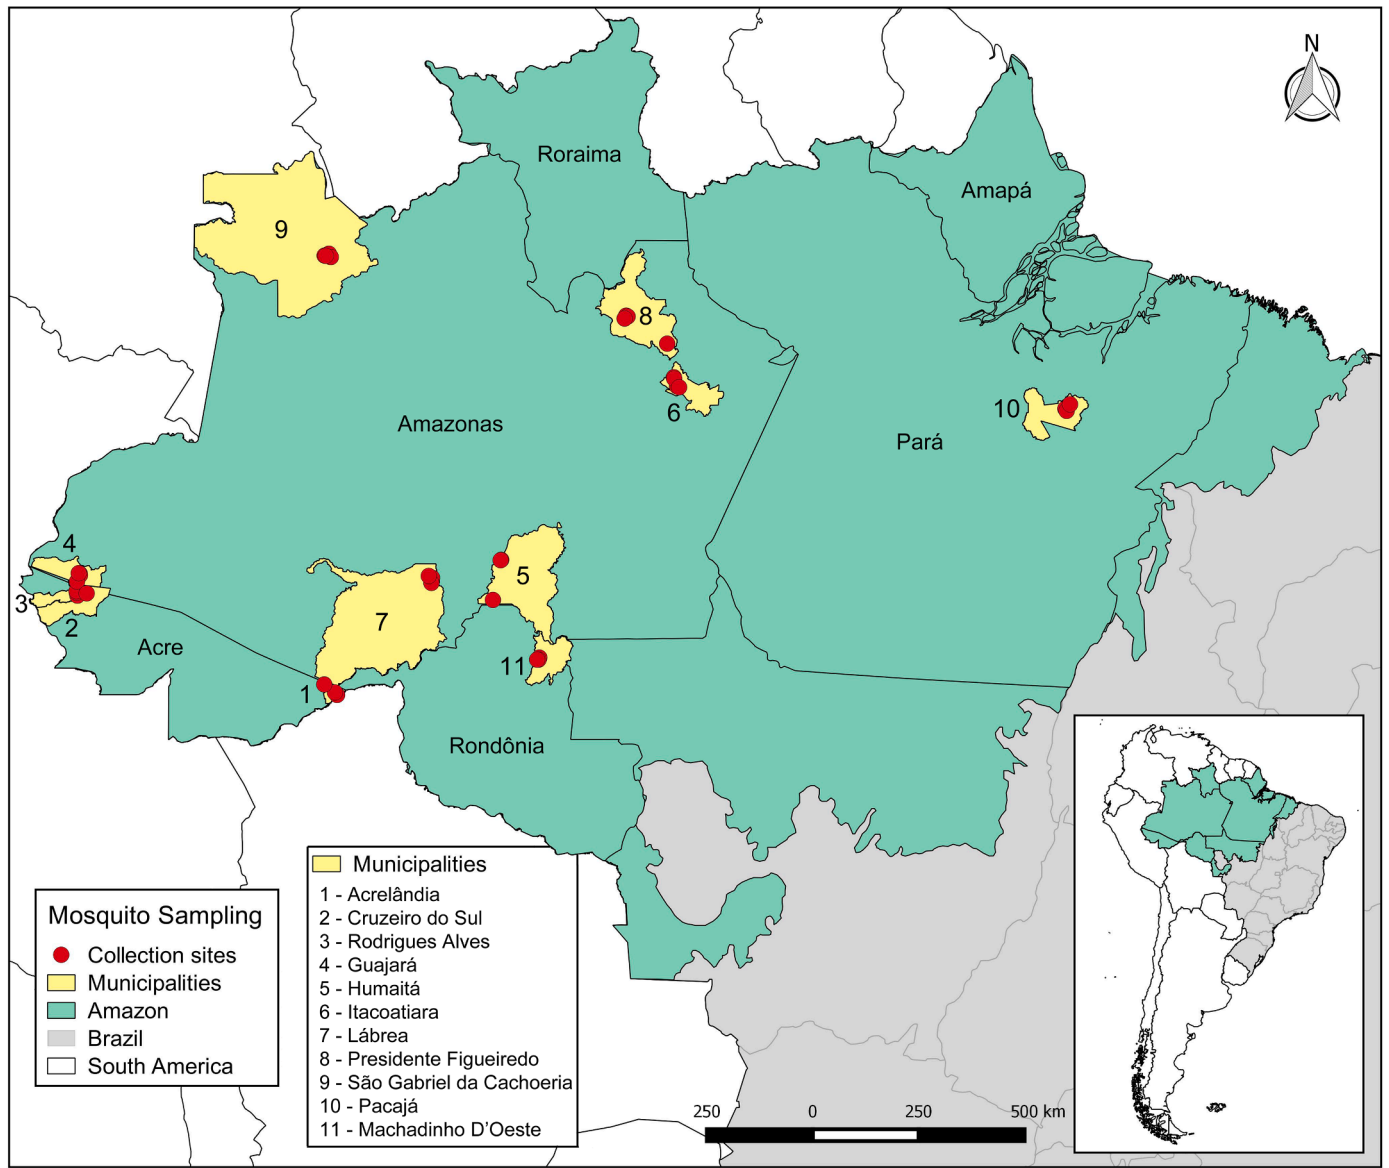 N
Roraima
Amapá
9
8
6
10
Amazonas
Pará
4
5
3
7
2
Acre
11
1
Rondônia
Municipalities
1 - Acrelândia
2 - Cruzeiro do Sul
3 - Rodrigues Alves
4 - Guajará
5 - Humaitá
6 - Itacoatiara
7 - Lábrea
8 - Presidente Figueiredo
9 - São Gabriel da Cachoeria
10 - Pacajá
11 - Machadinho D'Oeste
Mosquito Sampling
Collection sites
Municipalities
Amazon
Brazil
South America
250 0 250 500 km